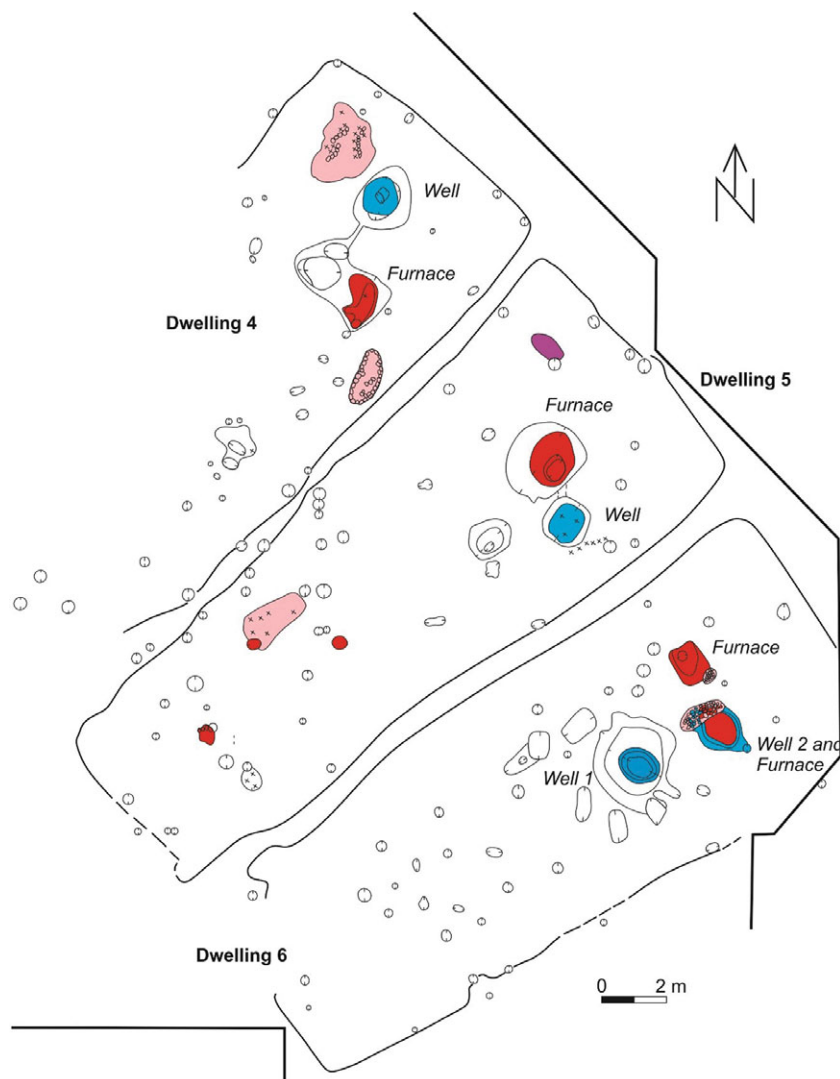 Well
N
Furnace
Dwelling 4
Dwelling 5
Furnace
Well
Furnace
Well 2 and
Furnace
Well 1
Dwelling 6
0 2 m